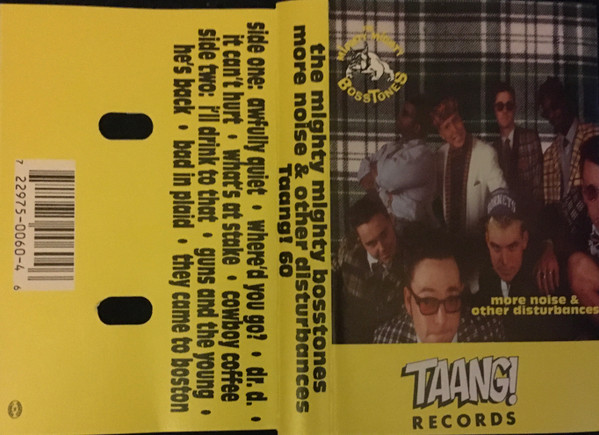 the mighty mighty
BOSSTONES
more noise &
other disturbances
TAANG!
RECORDS
the mighty mighty bosstones
more noise & other disturbances
Taang! 60
side one: awfully quiet • where'd you go? • dr. d. •
it can't hurt • what's at stake • cowboy coffee
side two: i'll drink to that • guns and the young •
he's back • bad in plaid • they came to boston
7 22975-0060-4 6